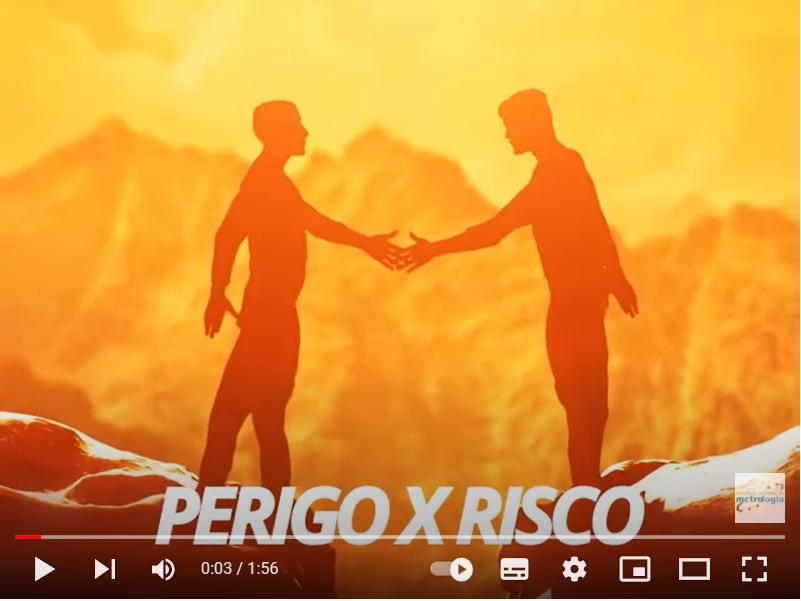 PERIGO X RISCO
metrologia
0:03 / 1:56